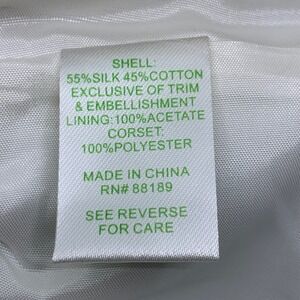 SHELL:
55%SILK 45%COTTON
EXCLUSIVE OF TRIM
& EMBELLISHMENT
LINING:100%ACETATE
CORSET:
100%POLYESTER
MADE IN CHINA
RN# 88189
SEE REVERSE
FOR CARE